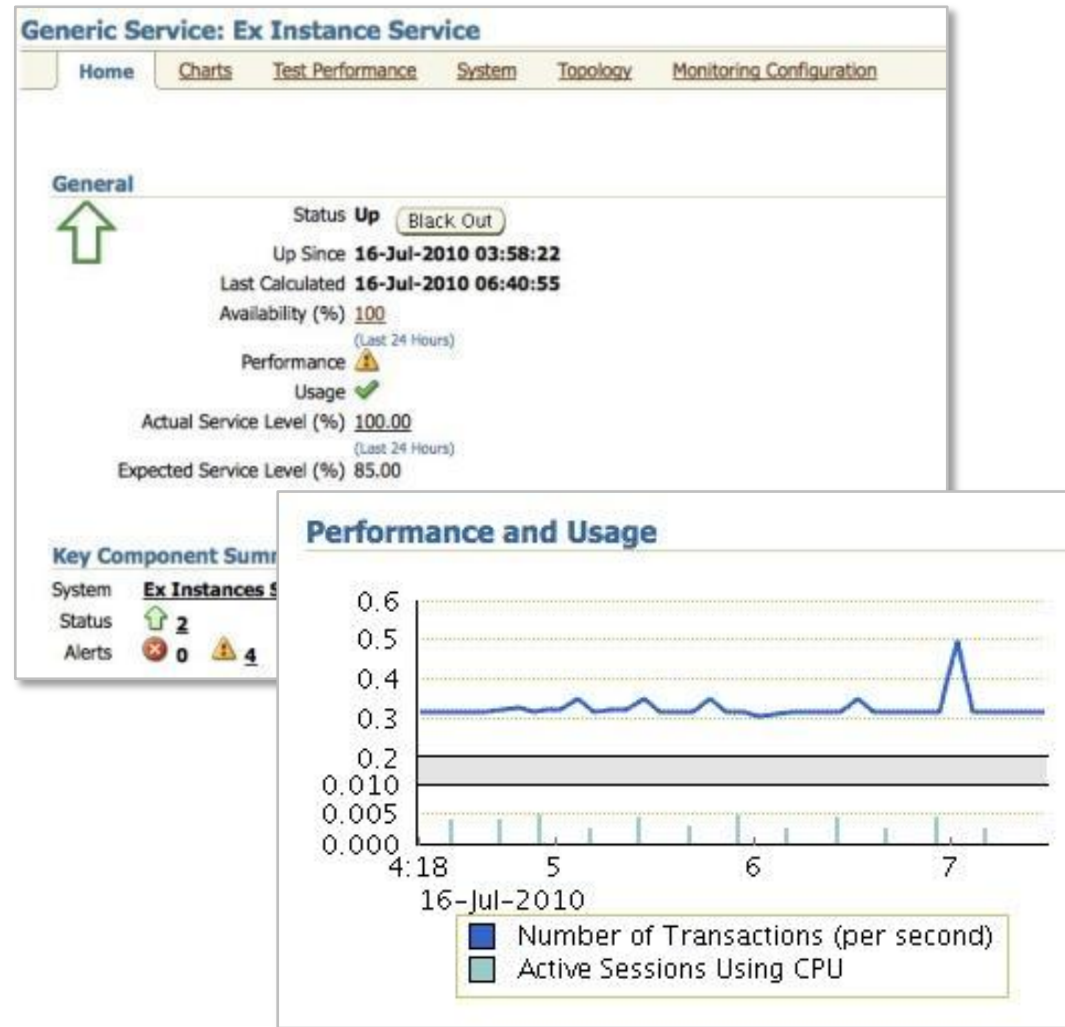 Generic Service: Ex Instance Service
Home Charts Test Performance System Topology Monitoring Configuration
General
Status Up Black Out
Up Since 16-Jul-2010 03:58:22
Last Calculated 16-Jul-2010 06:40:55
Availability (%) 100
(Last 24 Hours)
Performance
Usage
Actual Service Level (%) 100.00
(Last 24 Hours)
Expected Service Level (%) 85.00
Key Component
System Ex Instances
Status 2
Alerts 0 4
Performance and Usage
0.6
0.5
0.4
0.3
0.2
0.010
0.005
0.000
4:18 5 6 7
16-Jul-2010
Number of Transactions (per second)
Active Sessions Using CPU